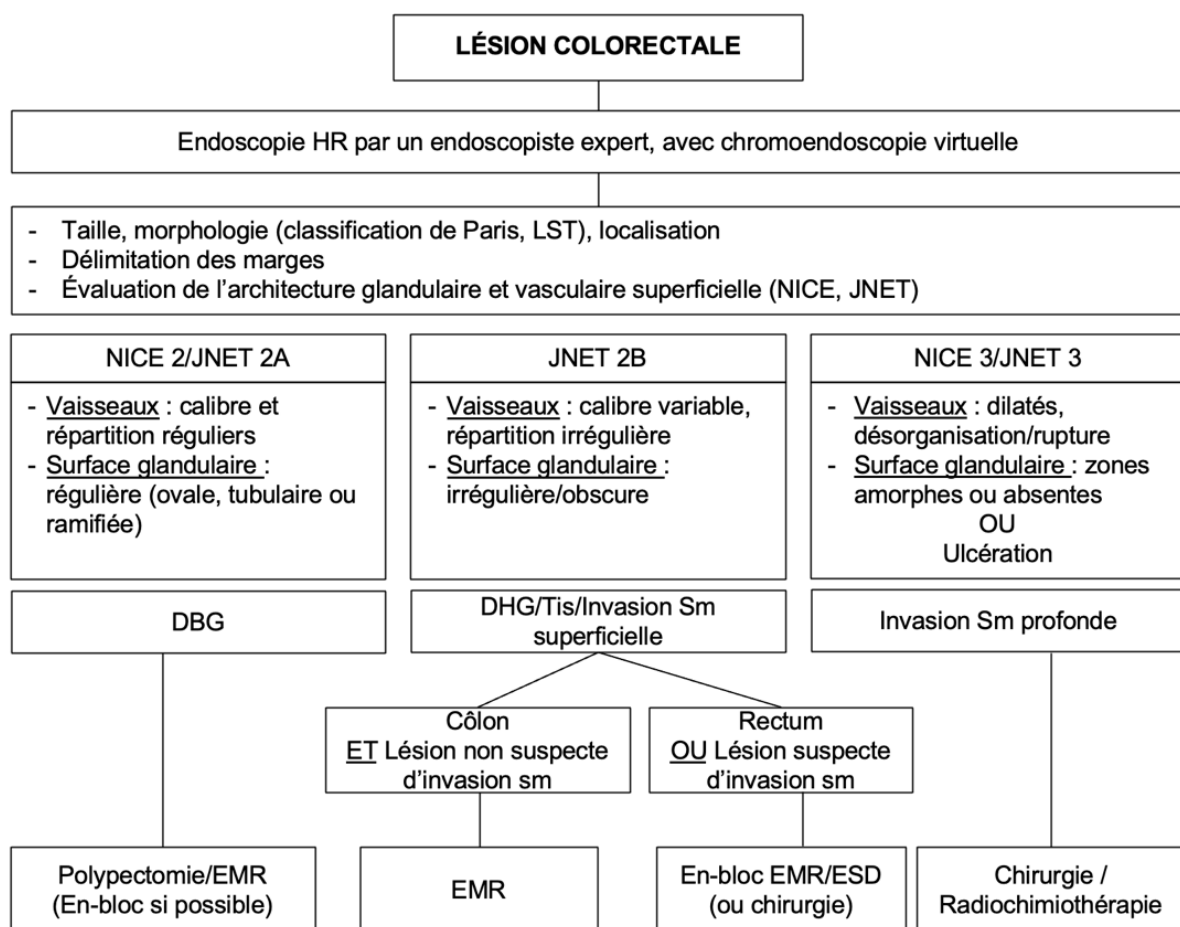 LÉSION COLORECTALE
Endoscopie HR par un endoscopiste expert, avec chromoendoscopie virtuelle
- Taille, morphologie (classification de Paris, LST), localisation
- Délimitation des marges
- Évaluation de l'architecture glandulaire et vasculaire superficielle (NICE, JNET)
NICE 2/JNET 2A
- Vaisseaux : calibre et
répartition réguliers
- Surface glandulaire :
régulière (ovale, tubulaire ou
ramifiée)
JNET 2B
- Vaisseaux : calibre variable,
répartition irrégulière
- Surface glandulaire :
irrégulière/obscure
NICE 3/JNET 3
- Vaisseaux : dilatés,
désorganisation/rupture
- Surface glandulaire : zones
amorphes ou absentes
OU
Ulcération
DBG
DHG/Tis/Invasion Sm
superficielle
Invasion Sm profonde
Côlon
ET Lésion non suspecte
d'invasion sm
Rectum
OU Lésion suspecte
d'invasion sm
Polypectomie/EMR
(En-bloc si possible)
EMR
En-bloc EMR/ESD
(ou chirurgie)
Chirurgie /
Radiochimiothérapie